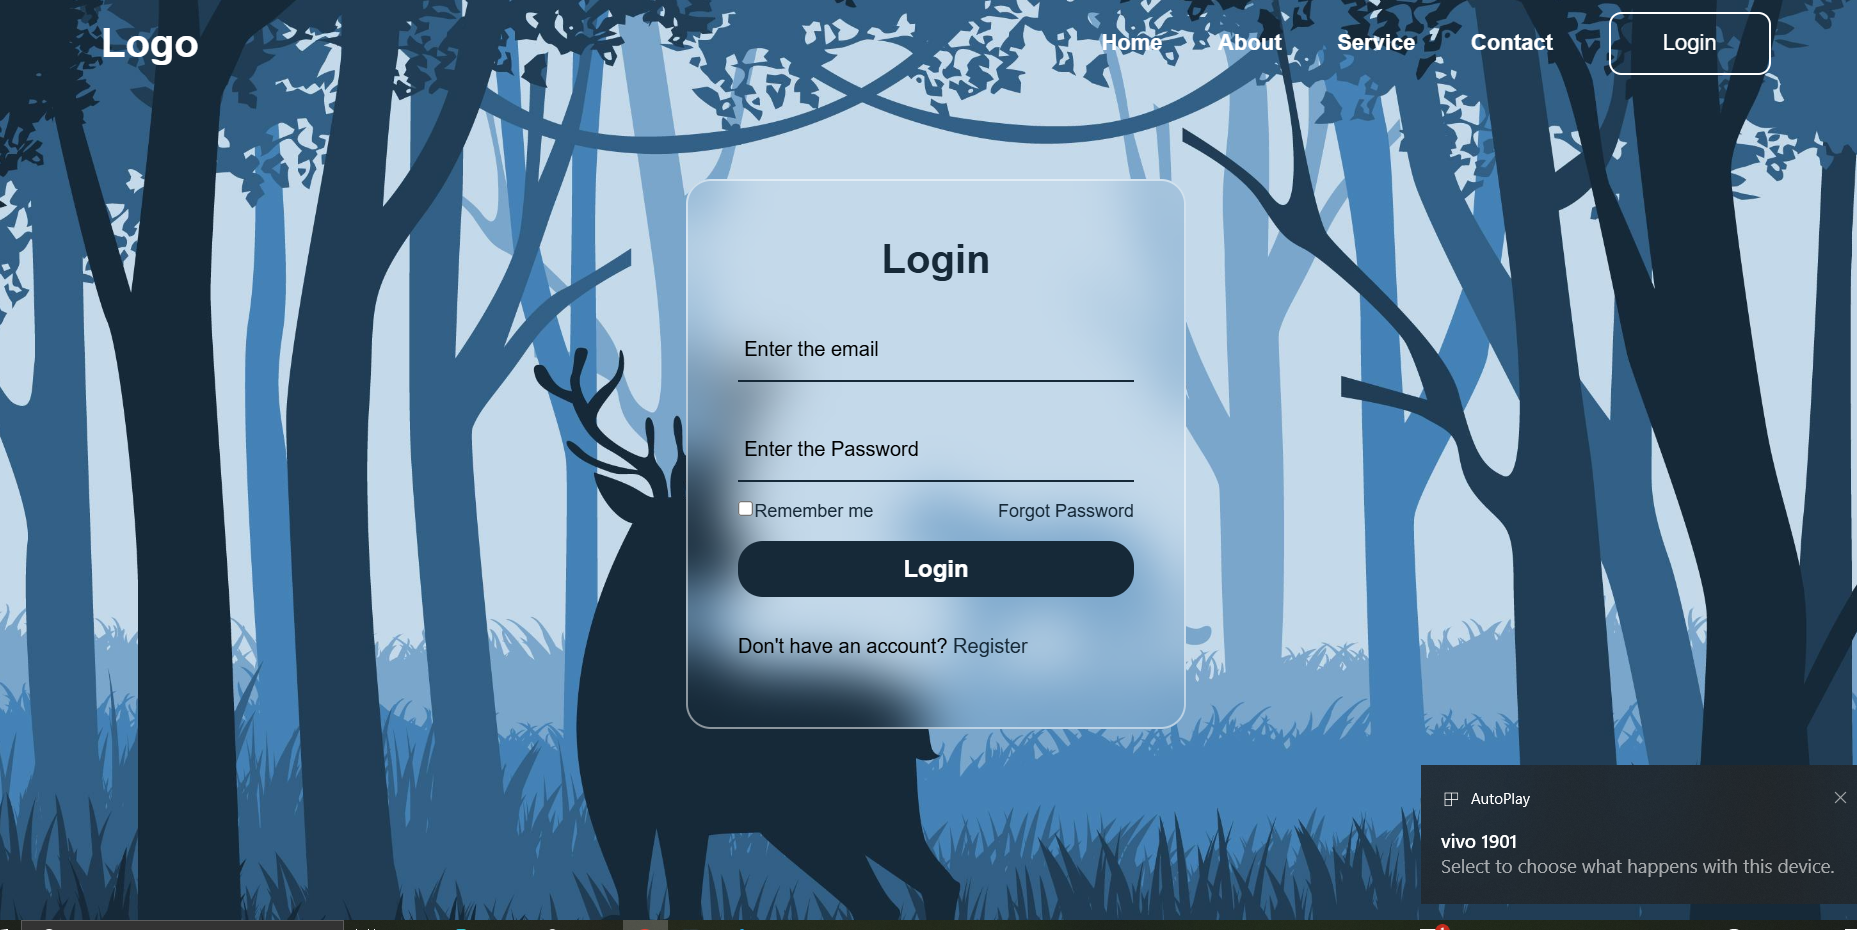 Logo
Home About Service Contact Login
Login
Enter the email
Enter the Password
Remember me Forgot Password
Login
Don't have an account? Register
AutoPlay
vivo 1901
Select to choose what happens with this device.